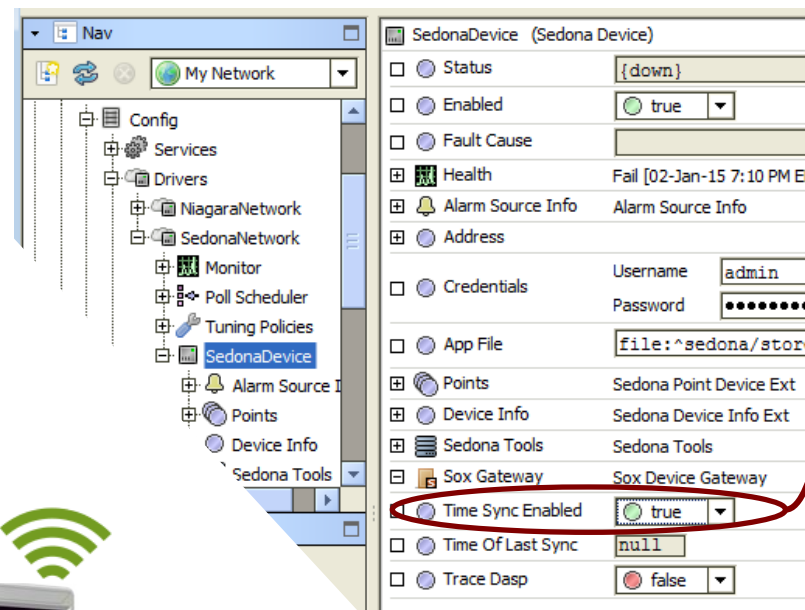 Nav
My Network
Config
Services
Drivers
NiagaraNetwork
SedonaNetwork
Monitor
Poll Scheduler
Tuning Policies
SedonaDevice
Alarm Source I
Points
Device Info
Sedona Tools
SedonaDevice (Sedona Device)
Status {down}
Enabled true
Fault Cause
Health Fail [02-Jan-15 7:10 PM E
Alarm Source Info Alarm Source Info
Address
Credentials Username admin
Password
App File file:^sedona/stor
Points Sedona Point Device Ext
Device Info Sedona Device Info Ext
Sedona Tools Sedona Tools
Sox Gateway Sox Device Gateway
Time Sync Enabled true
Time Of Last Sync null
Trace Dasp false